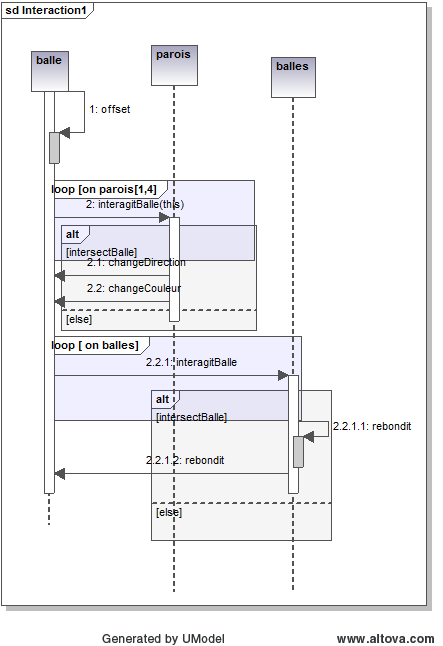 sd Interaction1
balle
parois
balles
1: offset
loop [on parois[1,4]
2: interagitBalle(this)
alt
[intersectBalle]
2.1: changeDirection
2.2: changeCouleur
[else]
loop [ on balles]
2.2.1: interagitBalle
alt
[intersectBalle]
2.2.1.1: rebondit
2.2.1.2: rebondit
[else]
Generated by UModel
www.altova.com